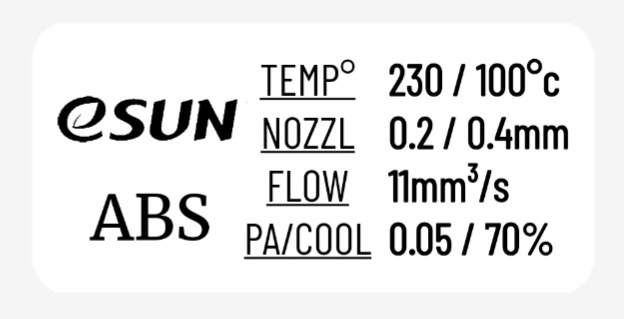 eSUN
ABS
TEMP° 230 / 100°c
NOZZL 0.2 / 0.4mm
FLOW 11mm³/s
PA/COOL 0.05 / 70%